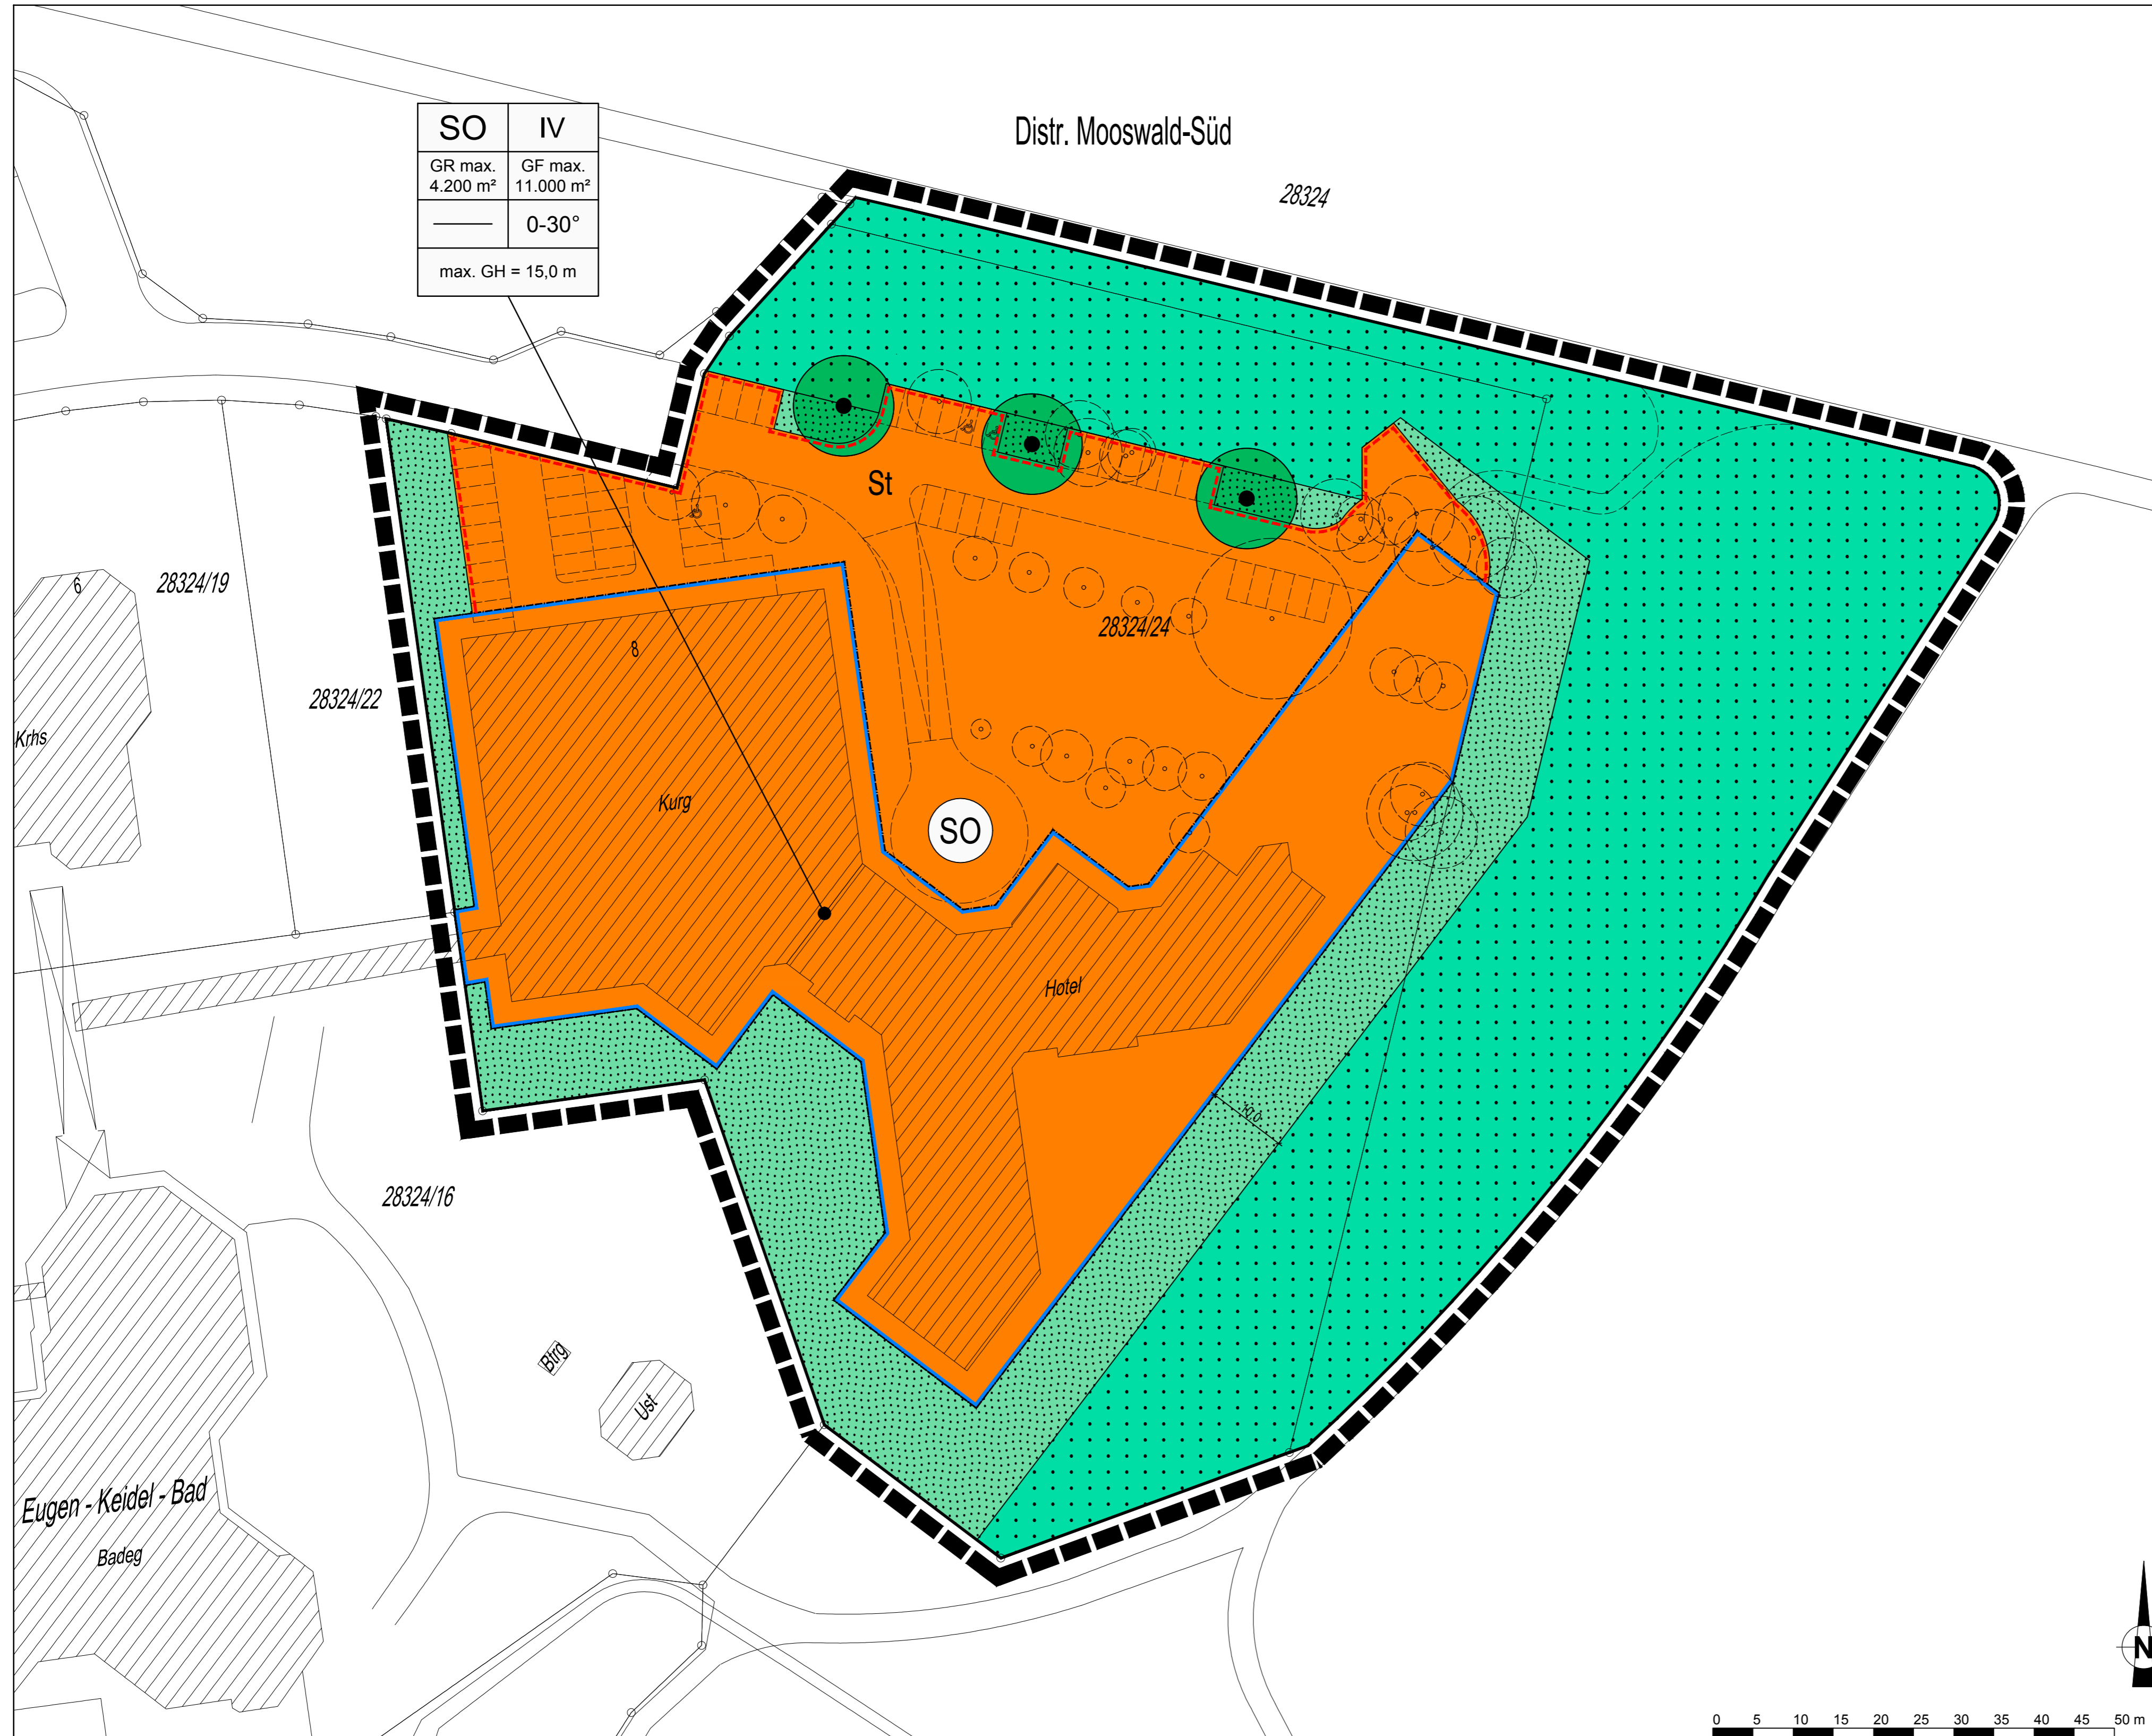 SO IV
GR max. GF max.
4.200 m² 11.000 m²
0-30°
max. GH = 15,0 m
Distr. Mooswald-Süd
28324
St
6
28324/19
28324/24
8
28324/22
Krhs
Kurg
SO
Hotel
10,0
28324/16
Btrg
Ust
Eugen - Keidel - Bad
Badeg
N
0 5 10 15 20 25 30 35 40 45 50 m